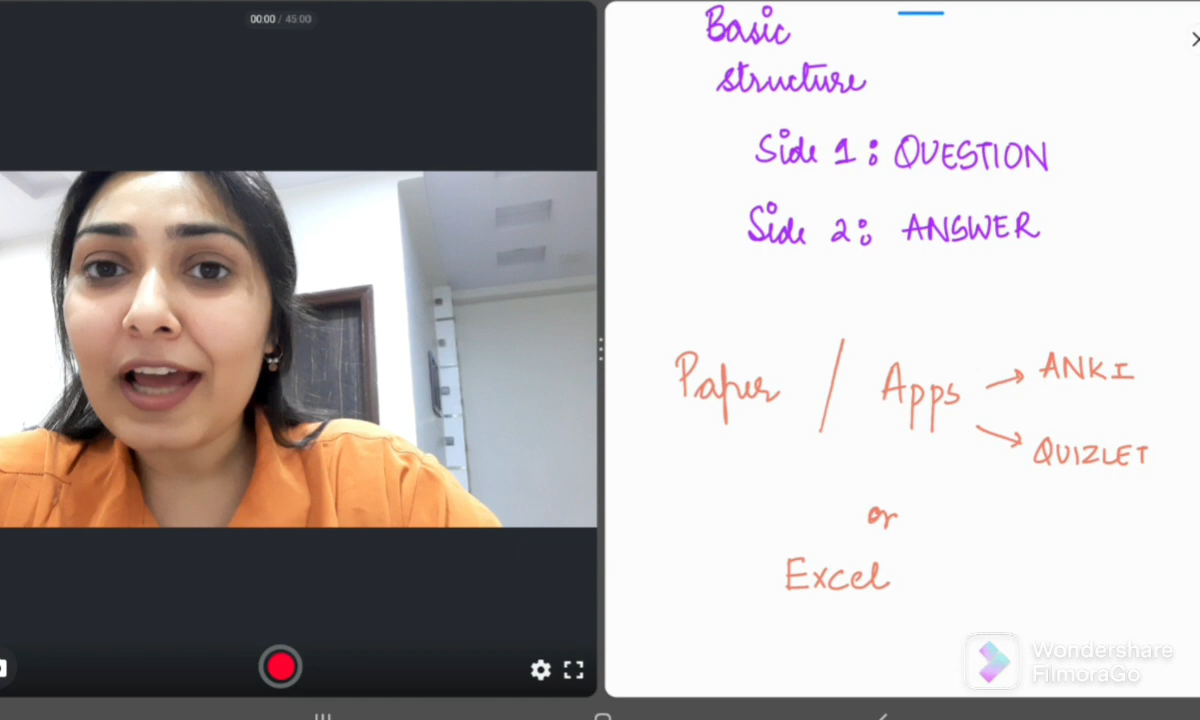 00:00 / 45:00
Basic
structure
Side 1: QUESTION
Side 2: ANSWER
Paper / Apps → ANKI
→ QUIZLET
or
Excel
Wondershare
FilmoraGo